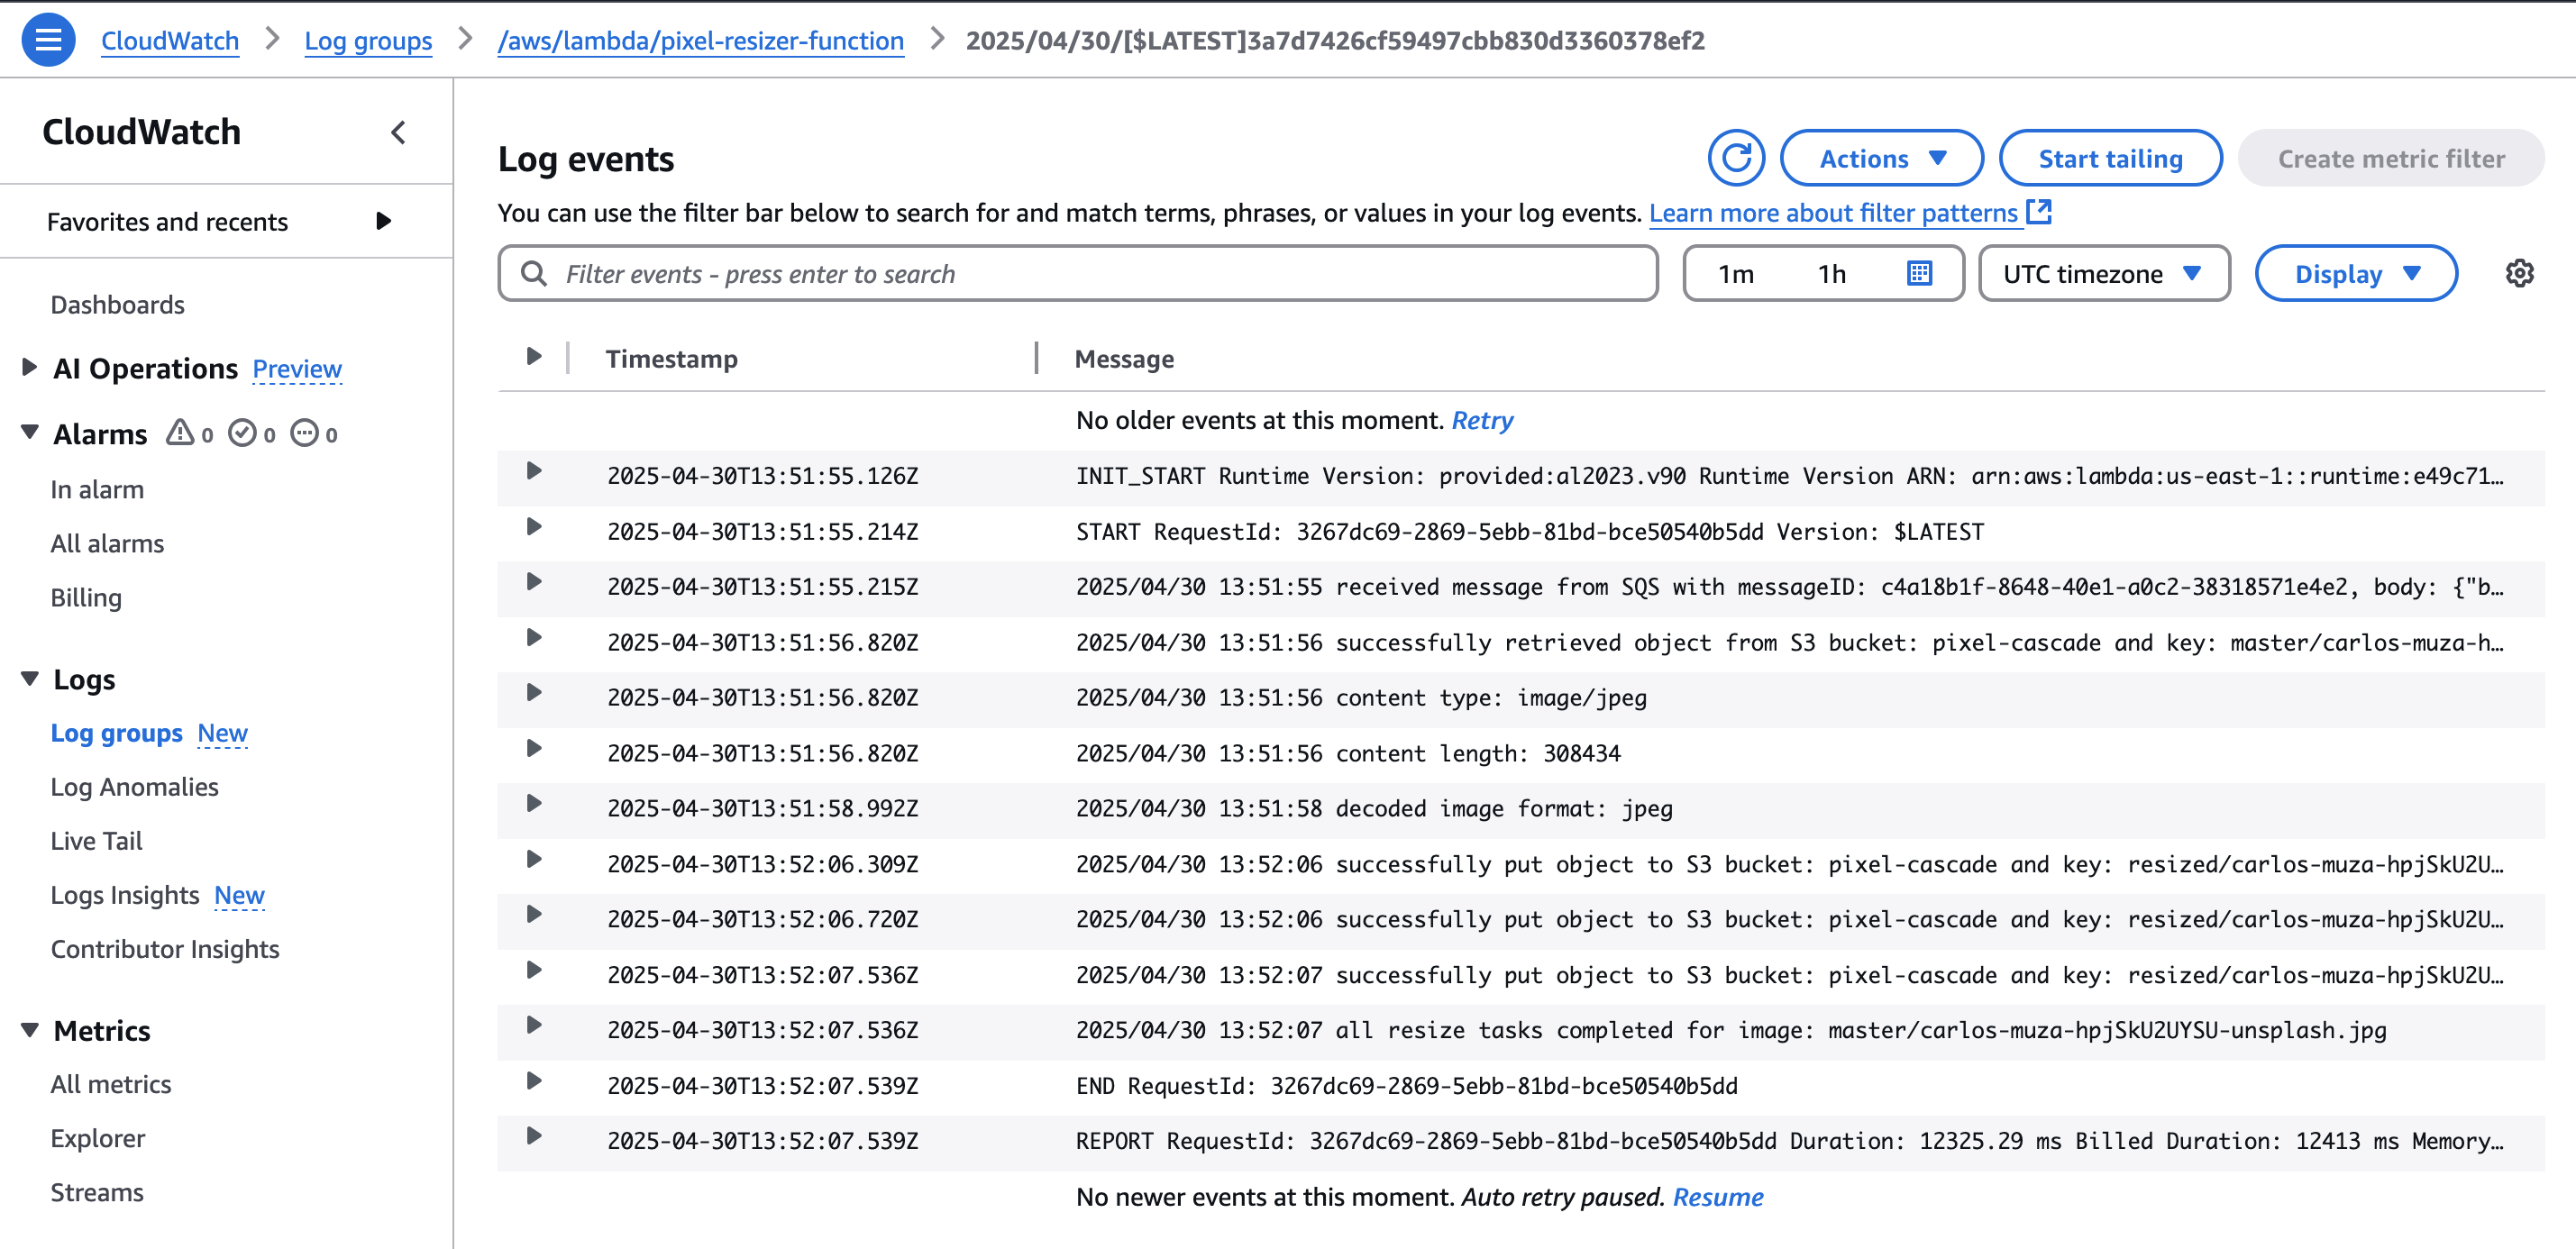 CloudWatch > Log groups > /aws/lambda/pixel-resizer-function > 2025/04/30/[$LATEST]3a7d7426cf59497cbb830d3360378ef2
CloudWatch
Favorites and recents
Dashboards
AI Operations Preview
Alarms 0 0 0
In alarm
All alarms
Billing
Logs
Log groups New
Log Anomalies
Live Tail
Logs Insights New
Contributor Insights
Metrics
All metrics
Explorer
Streams
Log events
Actions
Start tailing
Create metric filter
You can use the filter bar below to search for and match terms, phrases, or values in your log events. Learn more about filter patterns
Filter events - press enter to search
1m 1h
UTC timezone
Display
Timestamp Message
No older events at this moment. Retry
2025-04-30T13:51:55.126Z INIT_START Runtime Version: provided:al2023.v90 Runtime Version ARN: arn:aws:lambda:us-east-1::runtime:e49c71…
2025-04-30T13:51:55.214Z START RequestId: 3267dc69-2869-5ebb-81bd-bce50540b5dd Version: $LATEST
2025-04-30T13:51:55.215Z 2025/04/30 13:51:55 received message from SQS with messageID: c4a18b1f-8648-40e1-a0c2-38318571e4e2, body: {"b…
2025-04-30T13:51:56.820Z 2025/04/30 13:51:56 successfully retrieved object from S3 bucket: pixel-cascade and key: master/carlos-muza-h…
2025-04-30T13:51:56.820Z 2025/04/30 13:51:56 content type: image/jpeg
2025-04-30T13:51:56.820Z 2025/04/30 13:51:56 content length: 308434
2025-04-30T13:51:58.992Z 2025/04/30 13:51:58 decoded image format: jpeg
2025-04-30T13:52:06.309Z 2025/04/30 13:52:06 successfully put object to S3 bucket: pixel-cascade and key: resized/carlos-muza-hpjSkU2U…
2025-04-30T13:52:06.720Z 2025/04/30 13:52:06 successfully put object to S3 bucket: pixel-cascade and key: resized/carlos-muza-hpjSkU2U…
2025-04-30T13:52:07.536Z 2025/04/30 13:52:07 successfully put object to S3 bucket: pixel-cascade and key: resized/carlos-muza-hpjSkU2U…
2025-04-30T13:52:07.536Z 2025/04/30 13:52:07 all resize tasks completed for image: master/carlos-muza-hpjSkU2UYSU-unsplash.jpg
2025-04-30T13:52:07.539Z END RequestId: 3267dc69-2869-5ebb-81bd-bce50540b5dd
2025-04-30T13:52:07.539Z REPORT RequestId: 3267dc69-2869-5ebb-81bd-bce50540b5dd Duration: 12325.29 ms Billed Duration: 12413 ms Memory…
No newer events at this moment. Auto retry paused. Resume